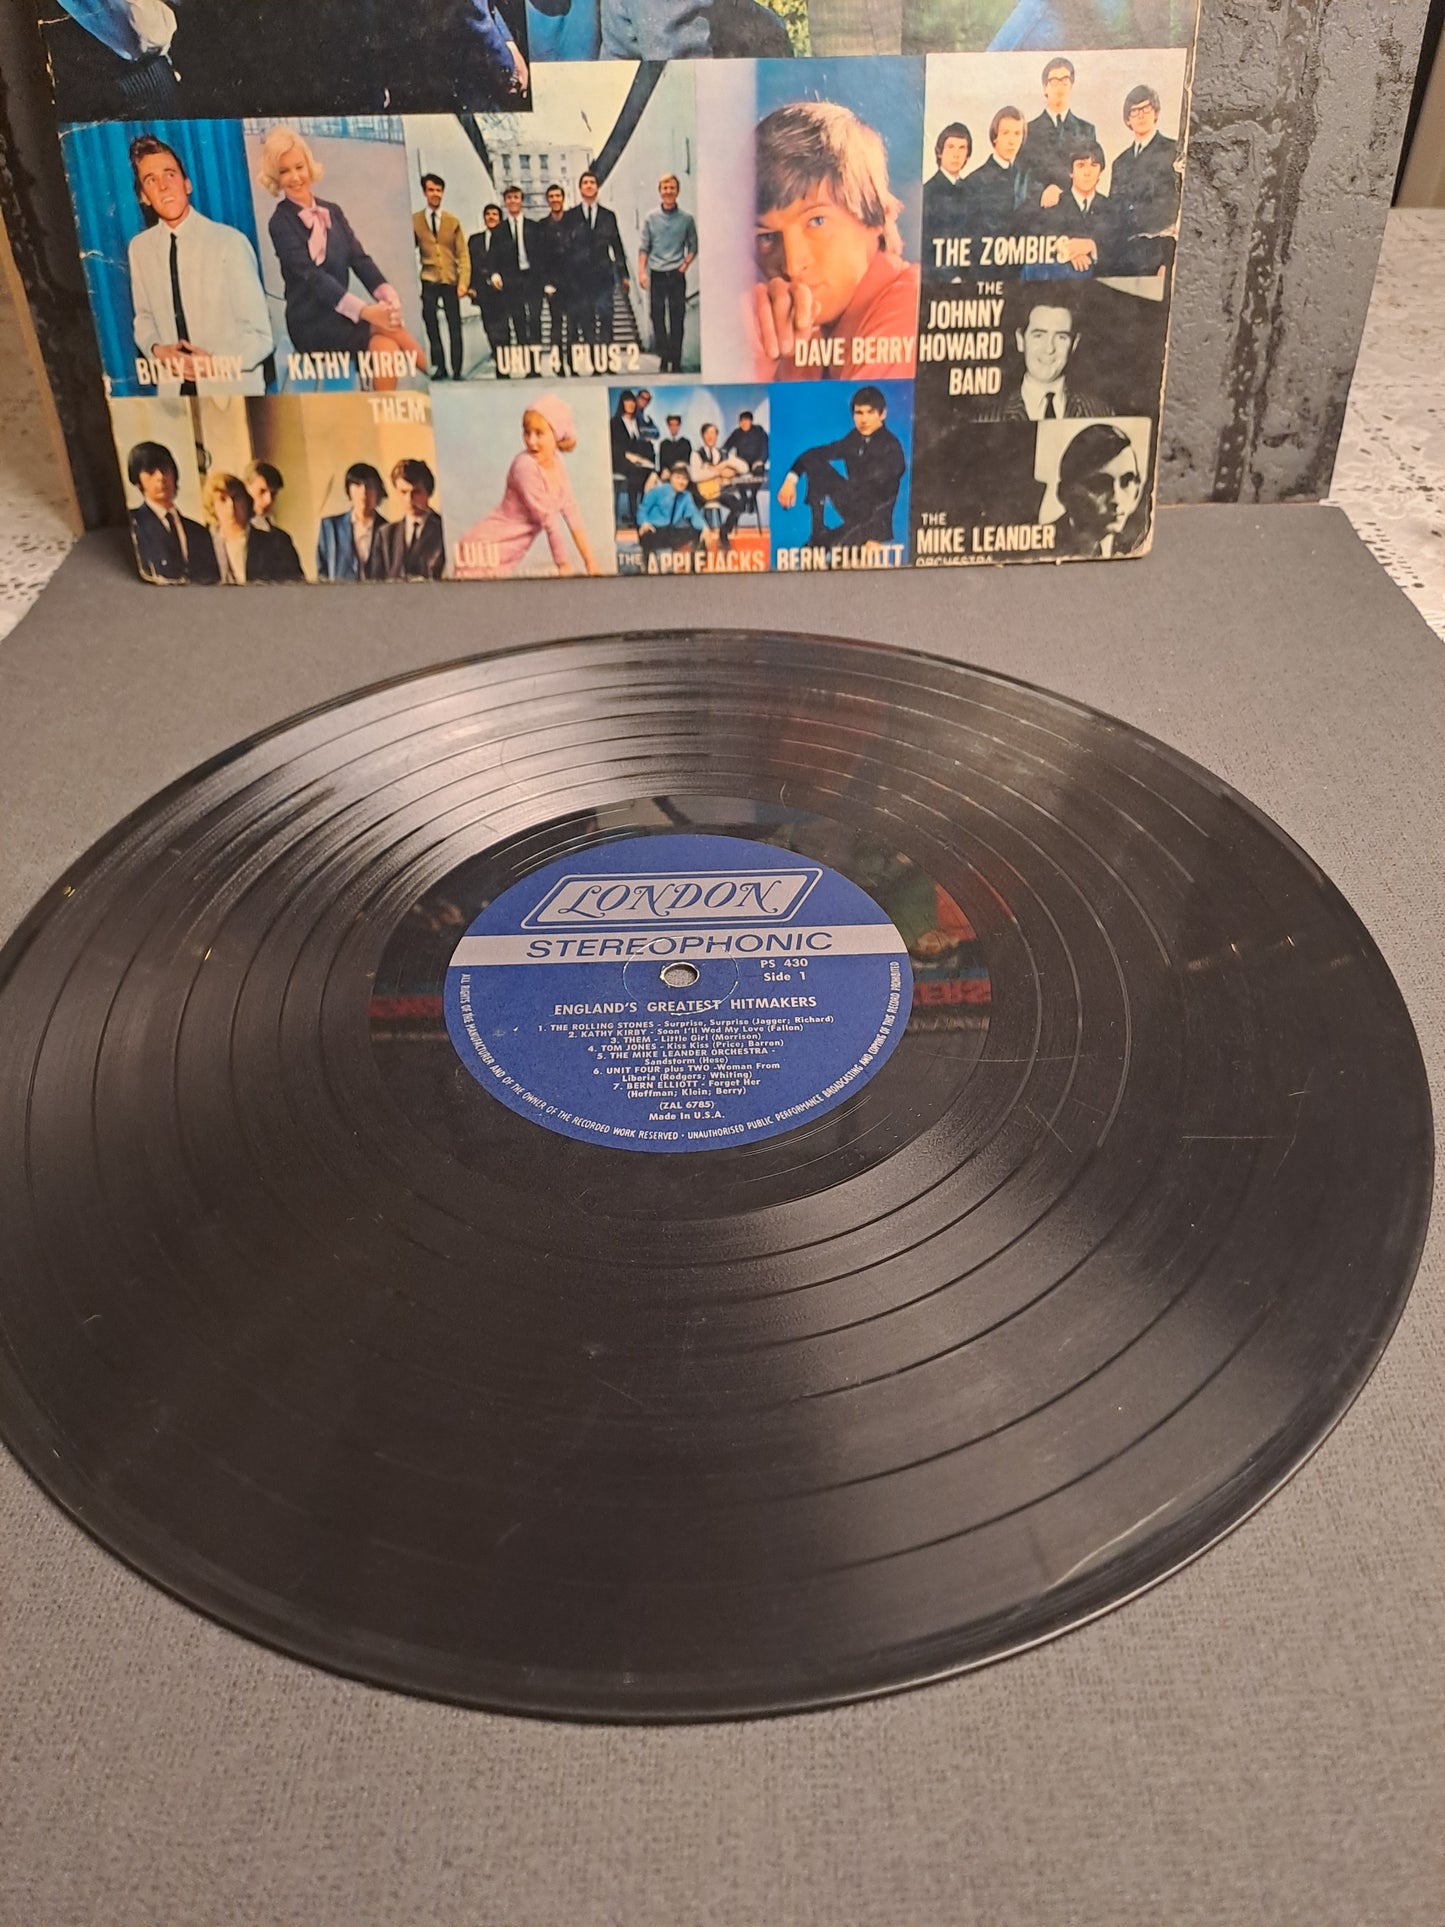 THE ZOMBIES
THE
JOHNNY
HOWARD
BAND
BILLY FURY
KATHY KIRBY
UNIT 4 PLUS 2
DAVE BERRY
THEM
LULU
THE APPLEJACKS
BERN ELLIOTT
THE
MIKE LEANDER
ORCHESTRA
LONDON
STEREOPHONIC
PS 430
Side 1
ENGLAND'S GREATEST HITMAKERS
1. THE ROLLING STONES - Surprise, Surprise (Jagger; Richard)
2. KATHY KIRBY - Soon I'll Wed My Love (Fallon)
3. THEM - Little Girl (Morrison)
4. TOM JONES - Kiss Kiss (Price; Barron)
5. THE MIKE LEANDER ORCHESTRA -
Sandstorm (Hese)
6. UNIT FOUR plus TWO -Woman From
Liberia (Rodgers; Whiting)
7. BERN ELLIOTT - Forget Her
(Hoffman; Klein; Berry)
(ZAL 6785)
Made In U.S.A.
ALL RIGHTS OF THE MANUFACTURER AND OF THE OWNER OF THE RECORDED WORK RESERVED · UNAUTHORISED PUBLIC PERFORMANCE BROADCASTING AND COPYING OF THIS RECORD PROHIBITED